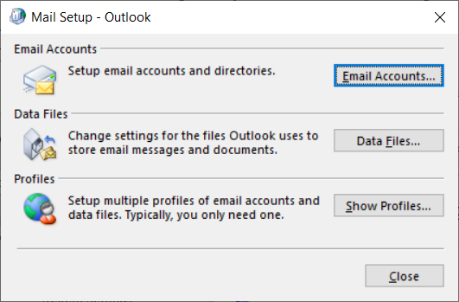 Mail Setup - Outlook
Email Accounts
Setup email accounts and directories.
Email Accounts...
Data Files
Change settings for the files Outlook uses to
store email messages and documents.
Data Files...
Profiles
Setup multiple profiles of email accounts and
data files. Typically, you only need one.
Show Profiles...
Close